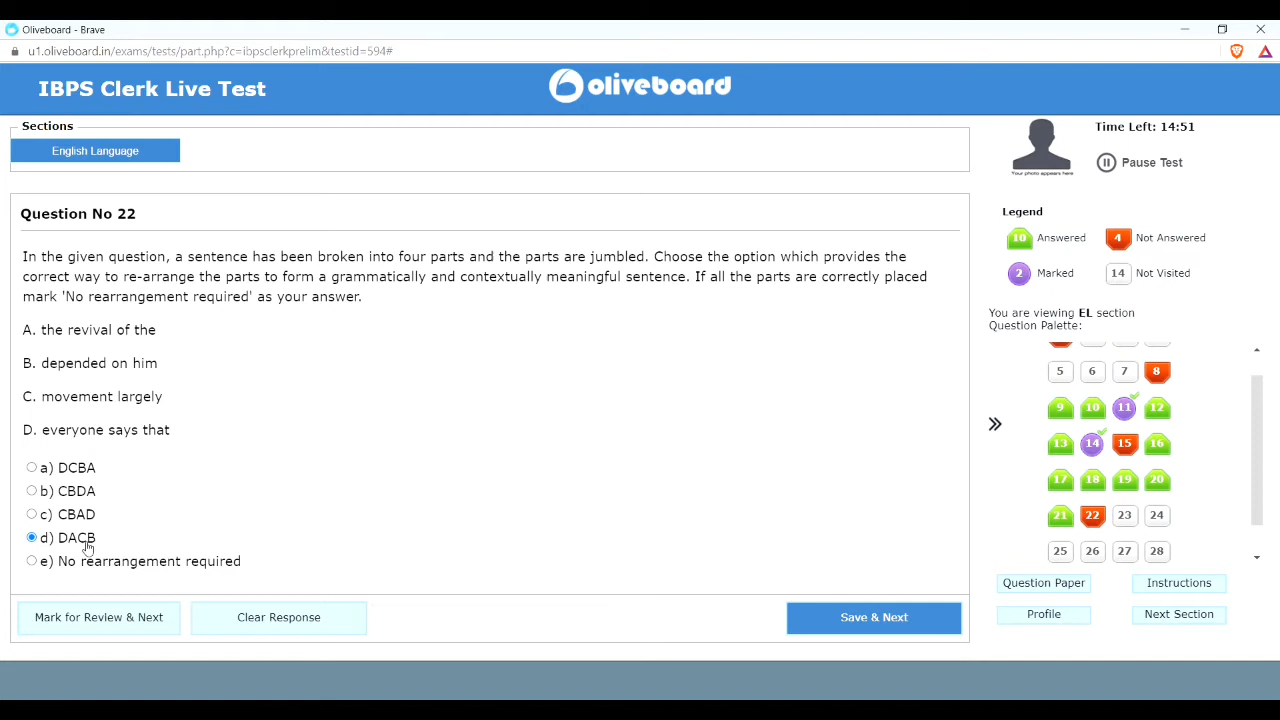 Oliveboard - Brave
u1.oliveboard.in/exams/tests/part.php?c=ibpsclerkprelim&testid=594#
IBPS Clerk Live Test
oliveboard
Sections
English Language
Time Left: 14:51
Your photo appears here
Pause Test
Question No 22
Legend
10 Answered
4 Not Answered
2 Marked
14 Not Visited
In the given question, a sentence has been broken into four parts and the parts are jumbled. Choose the option which provides the
correct way to re-arrange the parts to form a grammatically and contextually meaningful sentence. If all the parts are correctly placed
mark 'No rearrangement required' as your answer.
A. the revival of the
B. depended on him
C. movement largely
D. everyone says that
a) DCBA
b) CBDA
c) CBAD
d) DACB
e) No rearrangement required
You are viewing EL section
Question Palette:
5 6 7 8
9 10 11 12
13 14 15 16
17 18 19 20
21 22 23 24
25 26 27 28
Mark for Review & Next
Clear Response
Save & Next
Question Paper
Instructions
Profile
Next Section